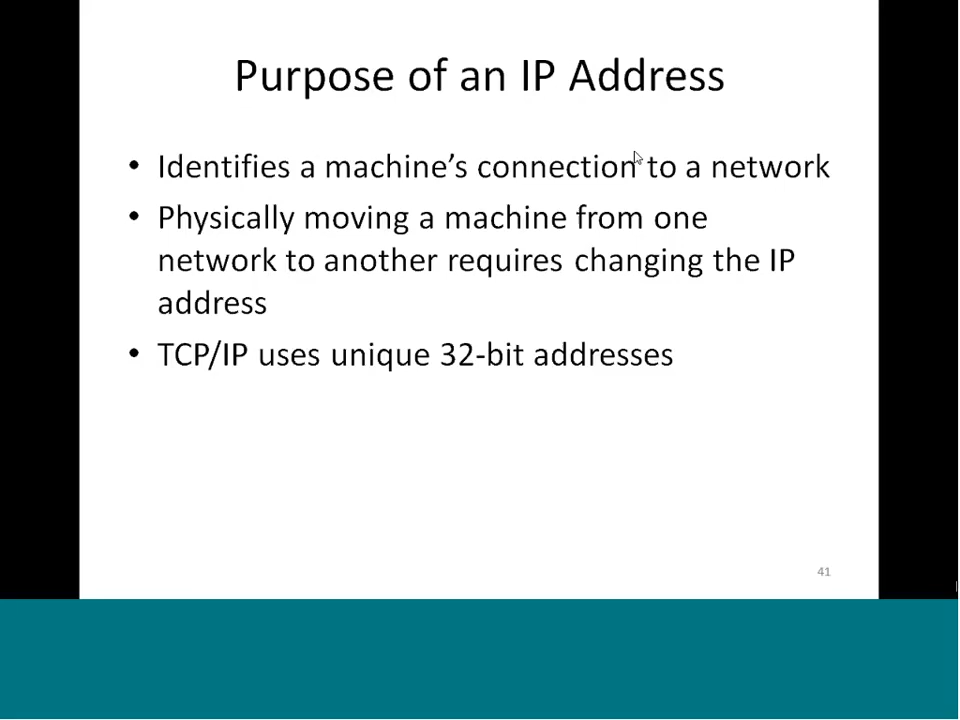 Purpose of an IP Address
• Identifies a machine’s connection to a network
• Physically moving a machine from one
network to another requires changing the IP
address
• TCP/IP uses unique 32-bit addresses
41